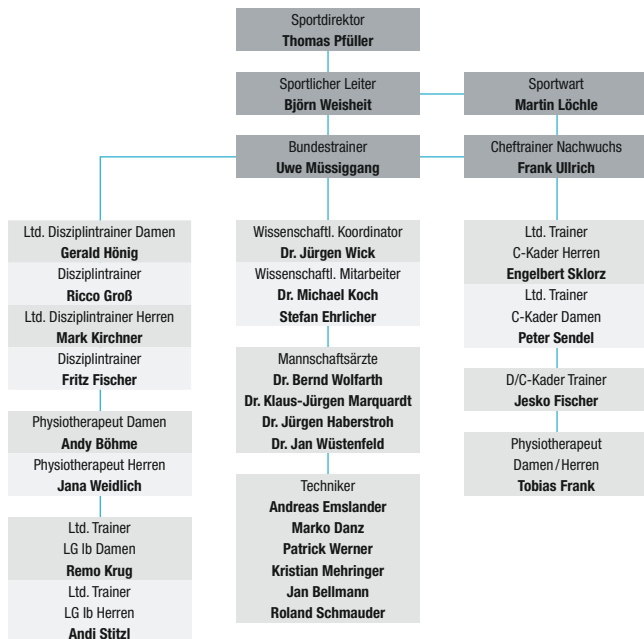 Sportdirektor
Thomas Pfüller
Sportlicher Leiter
Björn Weisheit
Sportwart
Martin Löchle
Bundestrainer
Uwe Müssiggang
Cheftrainer Nachwuchs
Frank Ullrich
Ltd. Disziplintrainer Damen
Gerald Hönig
Disziplintrainer
Ricco Groß
Ltd. Disziplintrainer Herren
Mark Kirchner
Disziplintrainer
Fritz Fischer
Physiotherapeut Damen
Andy Böhme
Physiotherapeut Herren
Jana Weidlich
Ltd. Trainer
LG Ib Damen
Remo Krug
Ltd. Trainer
LG Ib Herren
Andi Stitzl
Wissenschaftl. Koordinator
Dr. Jürgen Wick
Wissenschaftl. Mitarbeiter
Dr. Michael Koch
Stefan Ehrlicher
Mannschaftsärzte
Dr. Bernd Wolfarth
Dr. Klaus-Jürgen Marquardt
Dr. Jürgen Haberstroh
Dr. Jan Wüstenfeld
Techniker
Andreas Emslander
Marko Danz
Patrick Werner
Kristian Mehringer
Jan Bellmann
Roland Schmauder
Ltd. Trainer
C-Kader Herren
Engelbert Sklorz
Ltd. Trainer
C-Kader Damen
Peter Sendel
D/C-Kader Trainer
Jesko Fischer
Physiotherapeut
Damen/Herren
Tobias Frank